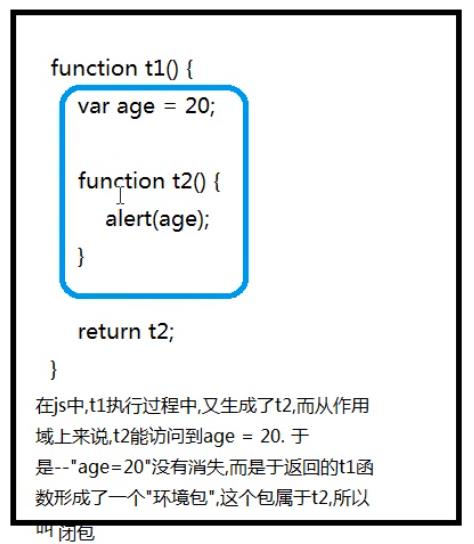 function t1() {
var age = 20;
function t2() {
alert(age);
}
return t2;
}
在js中,t1执行过程中,又生成了t2,而从作用
域上来说,t2能访问到age = 20. 于
是--"age=20"没有消失,而是于返回的t1函
数形成了一个"环境包",这个包属于t2,所以
叫 闭包